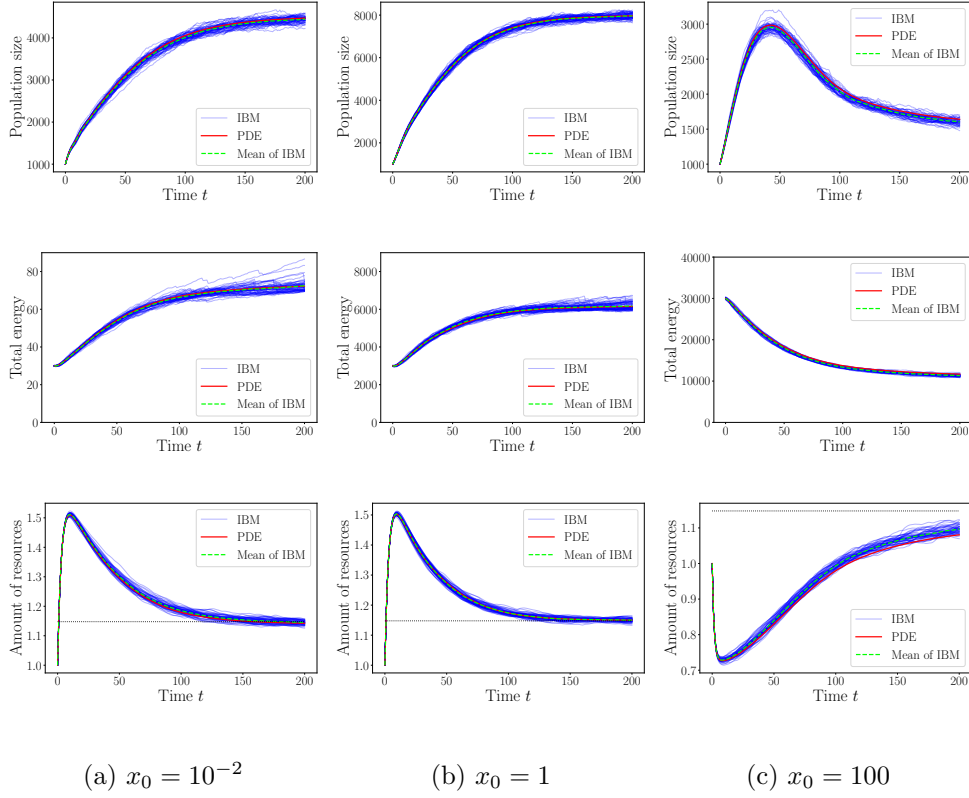 Population size
4000
3000
2000
1000
0 50 100 150 200
Time t
IBM
PDE
Mean of IBM
Population size
8000
6000
4000
2000
0 50 100 150 200
Time t
IBM
PDE
Mean of IBM
Population size
3000
2500
2000
1500
1000
0 50 100 150 200
Time t
IBM
PDE
Mean of IBM
Total energy
80
60
40
20
0
0 50 100 150 200
Time t
IBM
PDE
Mean of IBM
Total energy
10000
8000
6000
4000
2000
0
0 50 100 150 200
Time t
IBM
PDE
Mean of IBM
Total energy
40000
30000
20000
10000
0
0 50 100 150 200
Time t
IBM
PDE
Mean of IBM
Amount of resources
1.5
1.4
1.3
1.2
1.1
1.0
0 50 100 150 200
Time t
IBM
PDE
Mean of IBM
Amount of resources
1.5
1.4
1.3
1.2
1.1
1.0
0 50 100 150 200
Time t
IBM
PDE
Mean of IBM
Amount of resources
1.1
1.0
0.9
0.8
0.7
0 50 100 150 200
Time t
IBM
PDE
Mean of IBM
(a) x₀ = 10⁻²
(b) x₀ = 1
(c) x₀ = 100